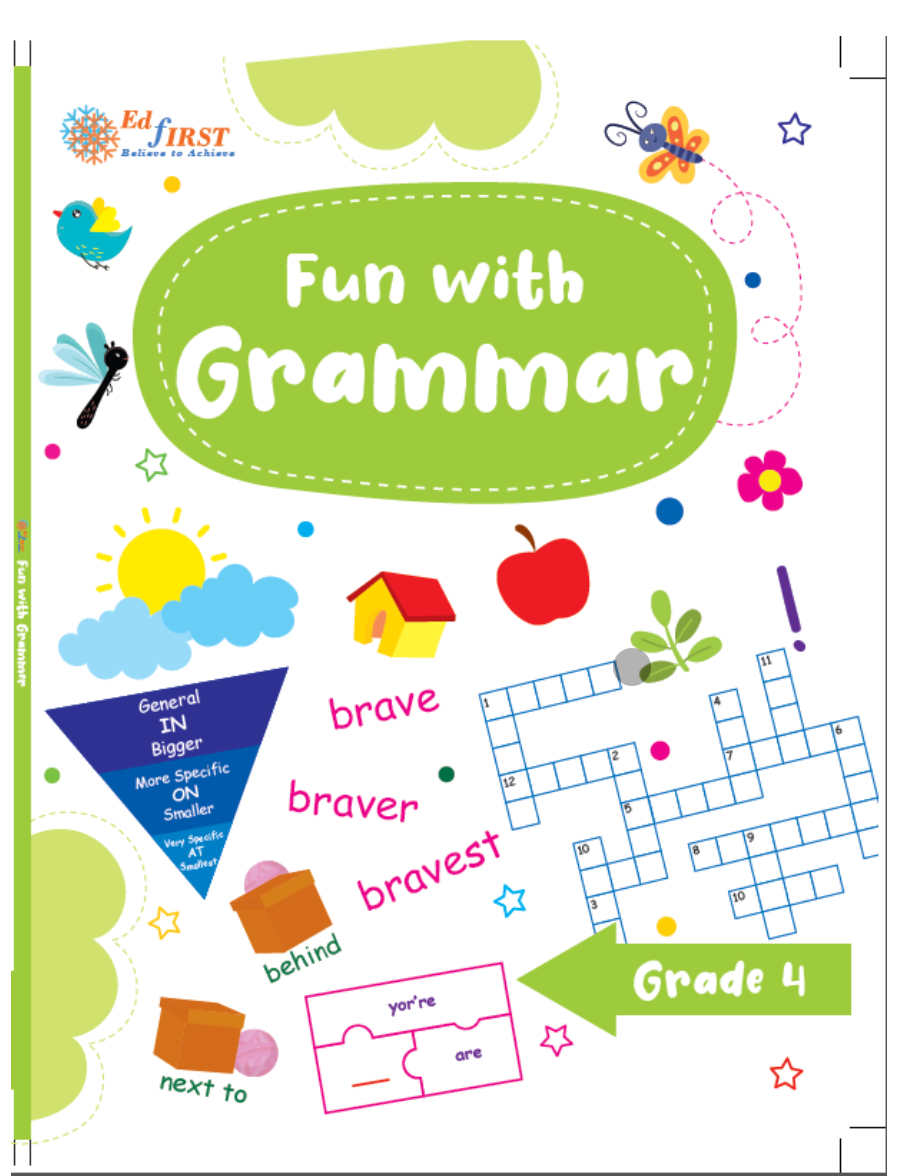 Ed
fIRST
Believe to Achieve
Fun with
Grammar
Fun with Grammar
General
IN
Bigger
More Specific
ON
Smaller
Very Specific
AT
Smallest
brave
braver
bravest
behind
next to
1
11
4
6
2
7
12
5
10
8
9
10
3
!
Grade 4
yor're
are